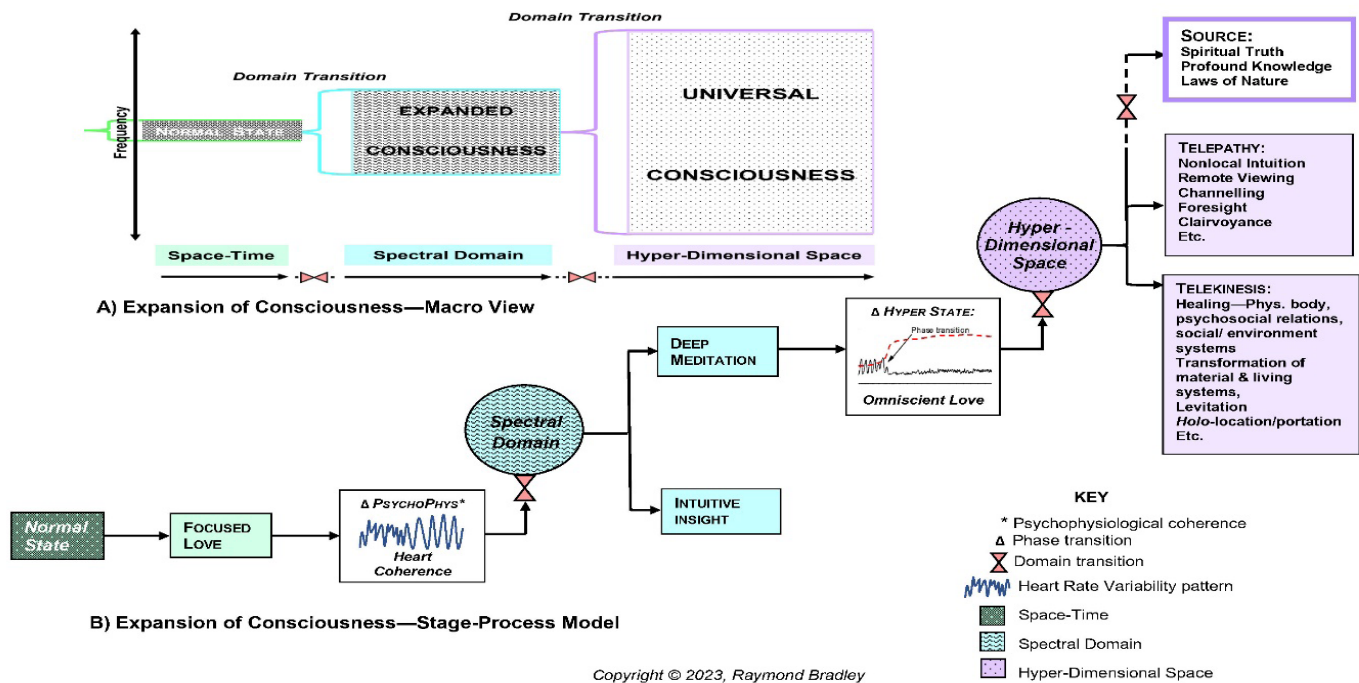 Domain Transition
Domain Transition
Frequency
NORMAL STATE
EXPANDED
CONSCIOUSNESS
UNIVERSAL
CONSCIOUSNESS
Space-Time
Spectral Domain
Hyper-Dimensional Space
A) Expansion of Consciousness—Macro View
SOURCE:
Spiritual Truth
Profound Knowledge
Laws of Nature
TELEPATHY:
Nonlocal Intuition
Remote Viewing
Channelling
Foresight
Clairvoyance
Etc.
Hyper -
Dimensional
Space
TELEKINESIS:
Healing—Phys. body,
psychosocial relations,
social/ environment
systems
Transformation of
material & living
systems,
Levitation
Holo-location/portation
Etc.
Δ HYPER STATE:
Phase transition
Omniscient Love
DEEP
MEDITATION
Spectral
Domain
INTUITIVE
INSIGHT
Δ PSYCHOPHYS*
Heart
Coherence
FOCUSED
LOVE
Normal
State
B) Expansion of Consciousness—Stage-Process Model
KEY
* Psychophysiological coherence
Δ Phase transition
Domain transition
Heart Rate Variability pattern
Space-Time
Spectral Domain
Hyper-Dimensional Space
Copyright © 2023, Raymond Bradley